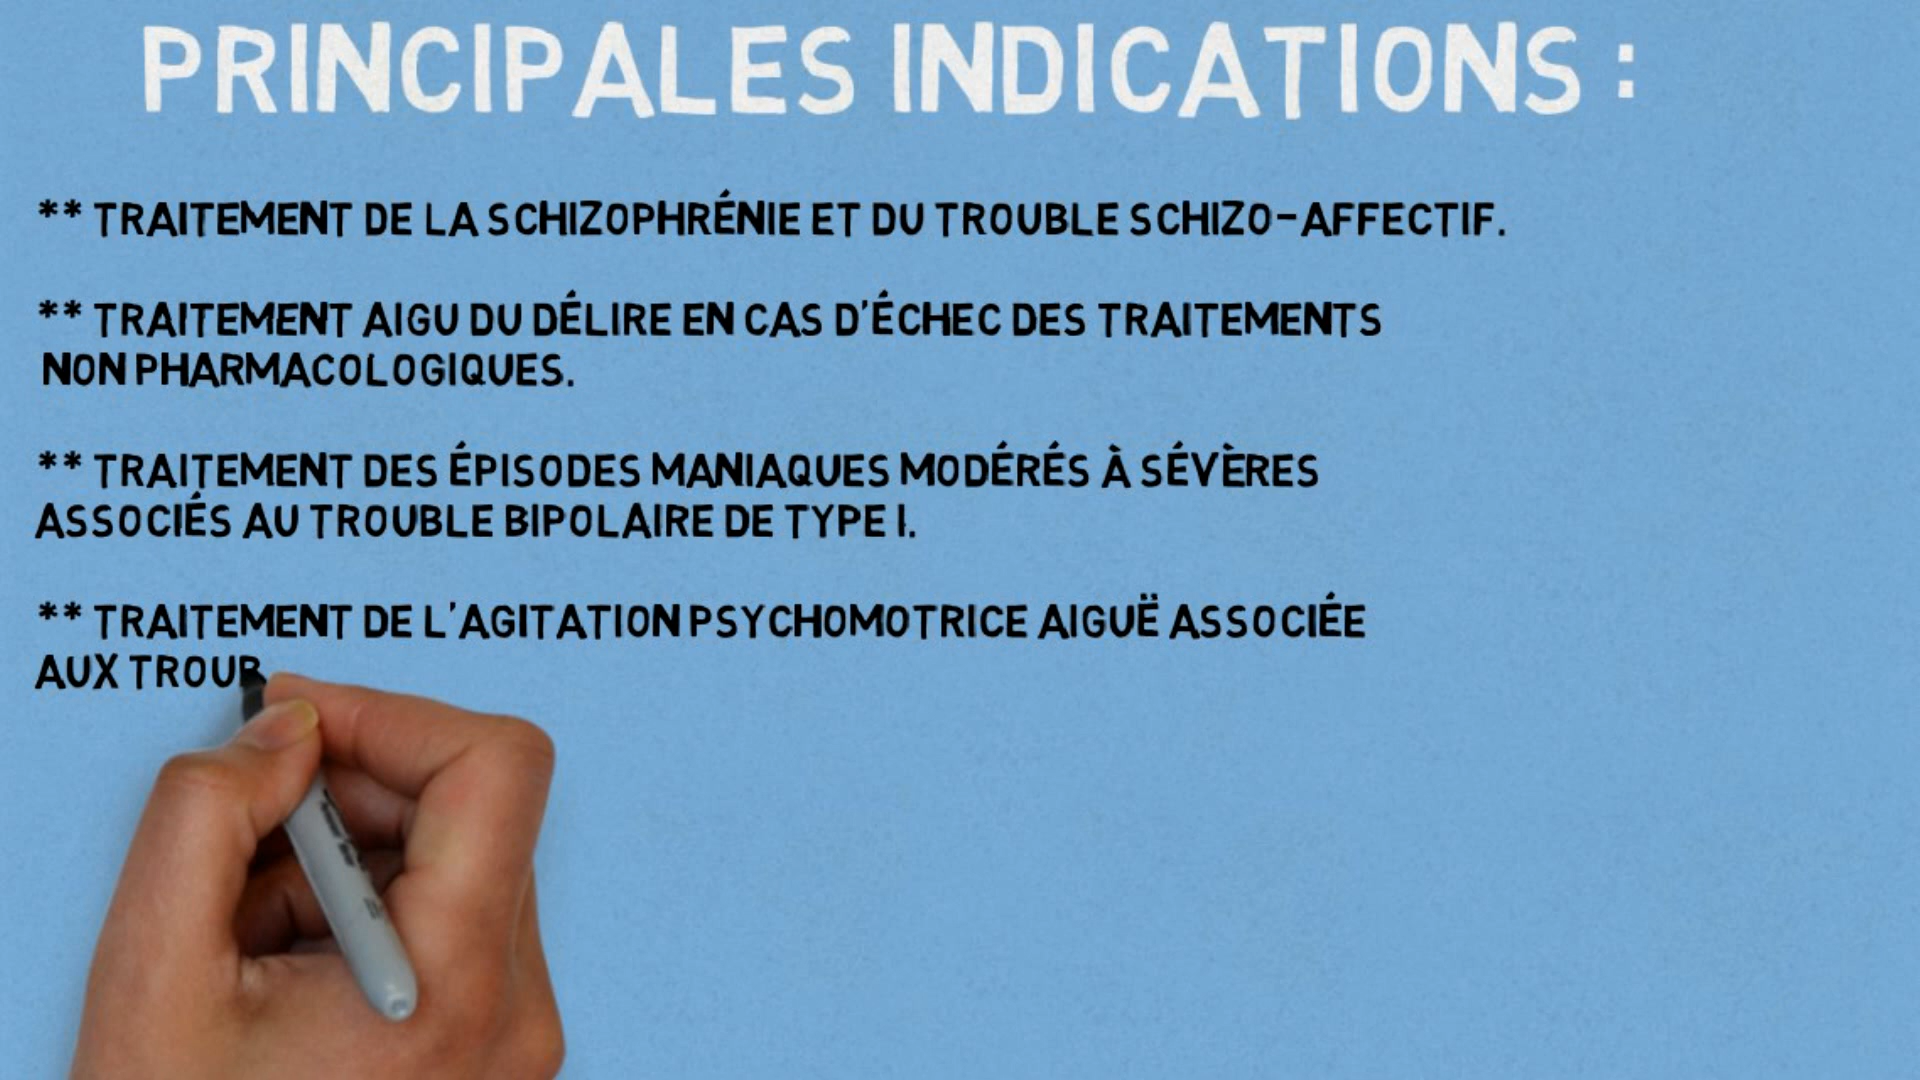 PRINCIPALES INDICATIONS :
** TRAITEMENT DE LA SCHIZOPHRÉNIE ET DU TROUBLE SCHIZO-AFFECTIF.
** TRAITEMENT AIGU DU DÉLIRE EN CAS D'ÉCHEC DES TRAITEMENTS
NON PHARMACOLOGIQUES.
** TRAITEMENT DES ÉPISODES MANIAQUES MODÉRÉS À SÉVÈRES
ASSOCIÉS AU TROUBLE BIPOLAIRE DE TYPE I.
** TRAITEMENT DE L'AGITATION PSYCHOMOTRICE AIGUË ASSOCIÉE
AUX TROUB